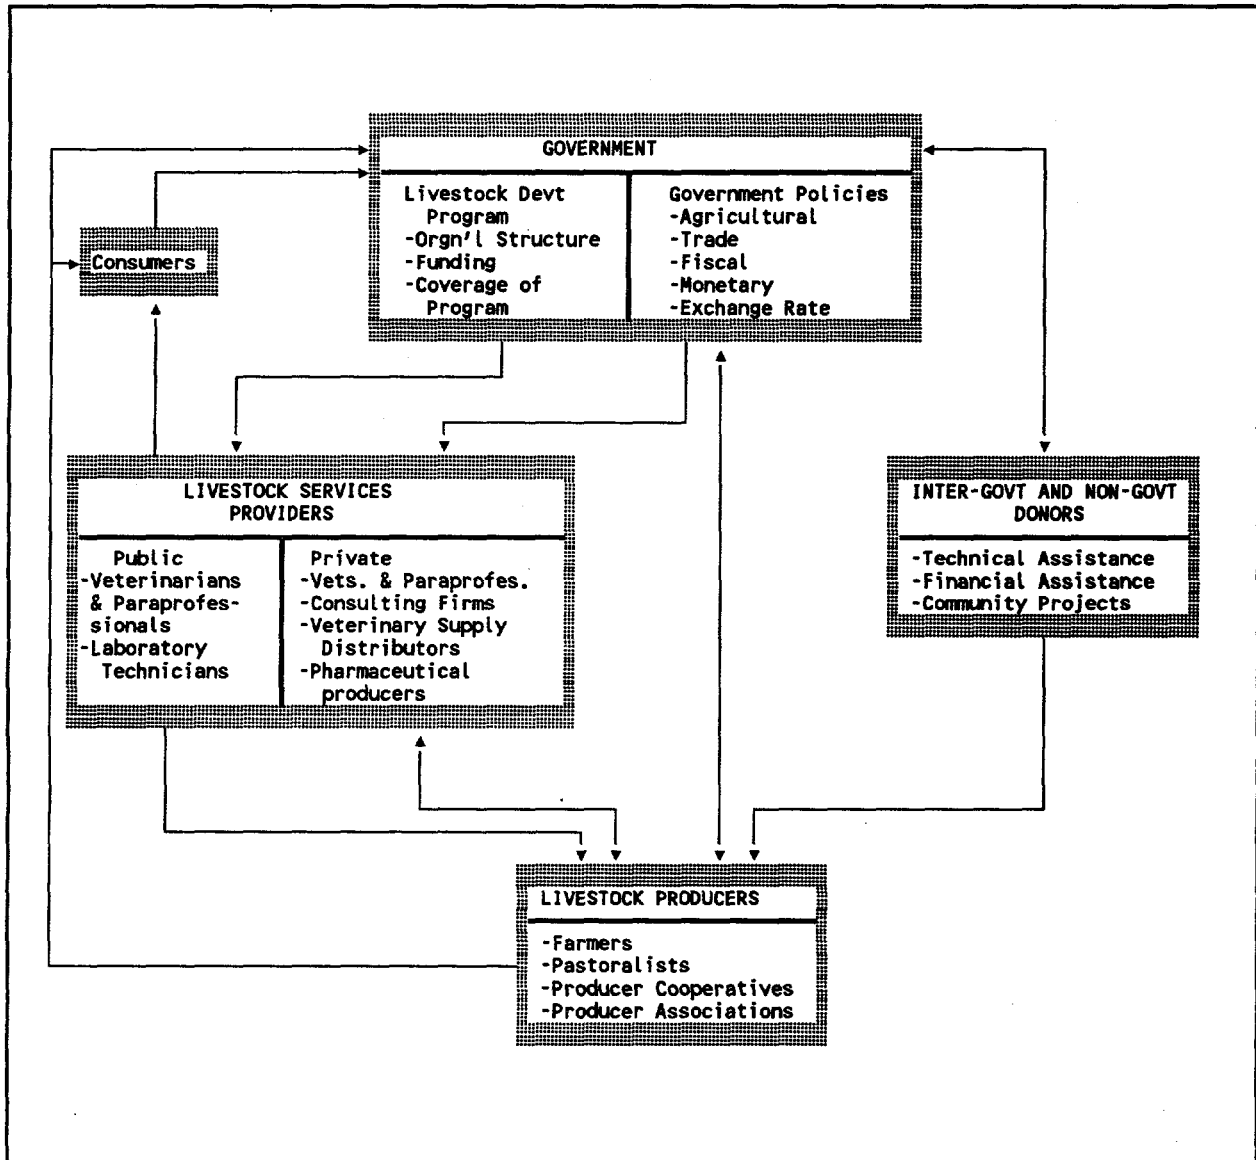 GOVERNMENT
Livestock Devt
Program
-Orgn'l Structure
-Funding
-Coverage of
Program
Government Policies
-Agricultural
-Trade
-Fiscal
-Monetary
-Exchange Rate
Consumers
LIVESTOCK SERVICES
PROVIDERS
Public
-Veterinarians
& Paraprofes-
sionals
-Laboratory
Technicians
Private
-Vets. & Paraprofes.
-Consulting Firms
-Veterinary Supply
Distributors
-Pharmaceutical
producers
INTER-GOVT AND NON-GOVT
DONORS
-Technical Assistance
-Financial Assistance
-Community Projects
LIVESTOCK PRODUCERS
-Farmers
-Pastoralists
-Producer Cooperatives
-Producer Associations